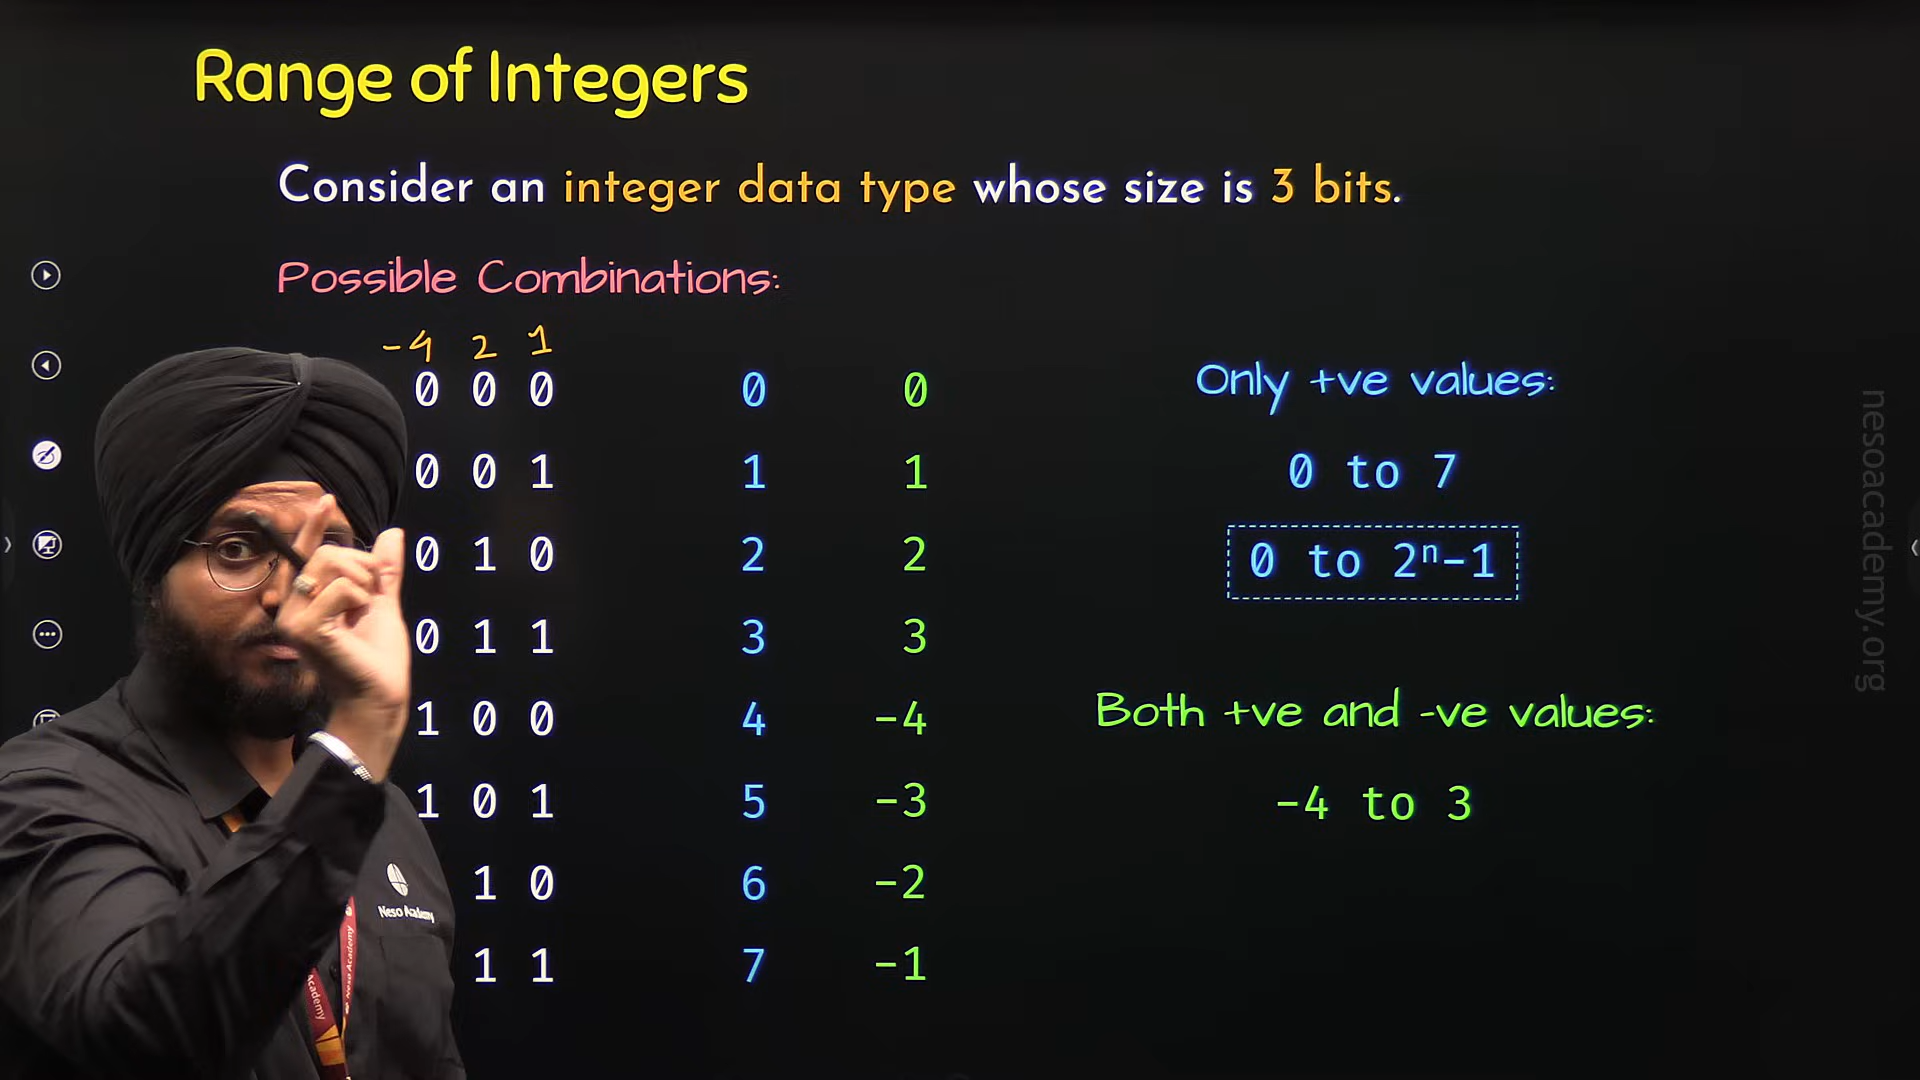 Range of Integers
Consider an integer data type whose size is 3 bits.
Possible Combinations:
-4 2 1
0 0 0 0 0
0 0 1 1 1
0 1 0 2 2
0 1 1 3 3
1 0 0 4 -4
1 0 1 5 -3
1 0 6 -2
1 1 7 -1
Only +ve values:
0 to 7
0 to 2ⁿ-1
Both +ve and -ve values:
-4 to 3
nesoacademy.org
Neso Academy
Neso Academy
Academy